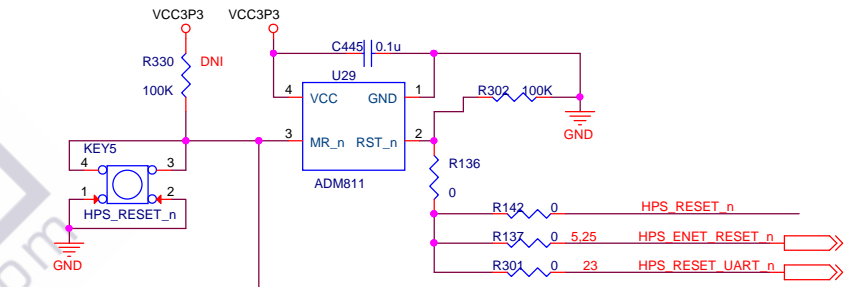 VCC3P3 VCC3P3
C445 0.1u
R330 DNI
U29
100K
4 VCC GND 1
R302 100K
GND
3 MR_n RST_n 2
KEY5
4 3
R136
0
ADM811
1 2
HPS_RESET_n
R142 0 HPS_RESET_n
R137 0 5,25 HPS_ENET_RESET_n
GND
R301 0 23 HPS_RESET_UART_n
om